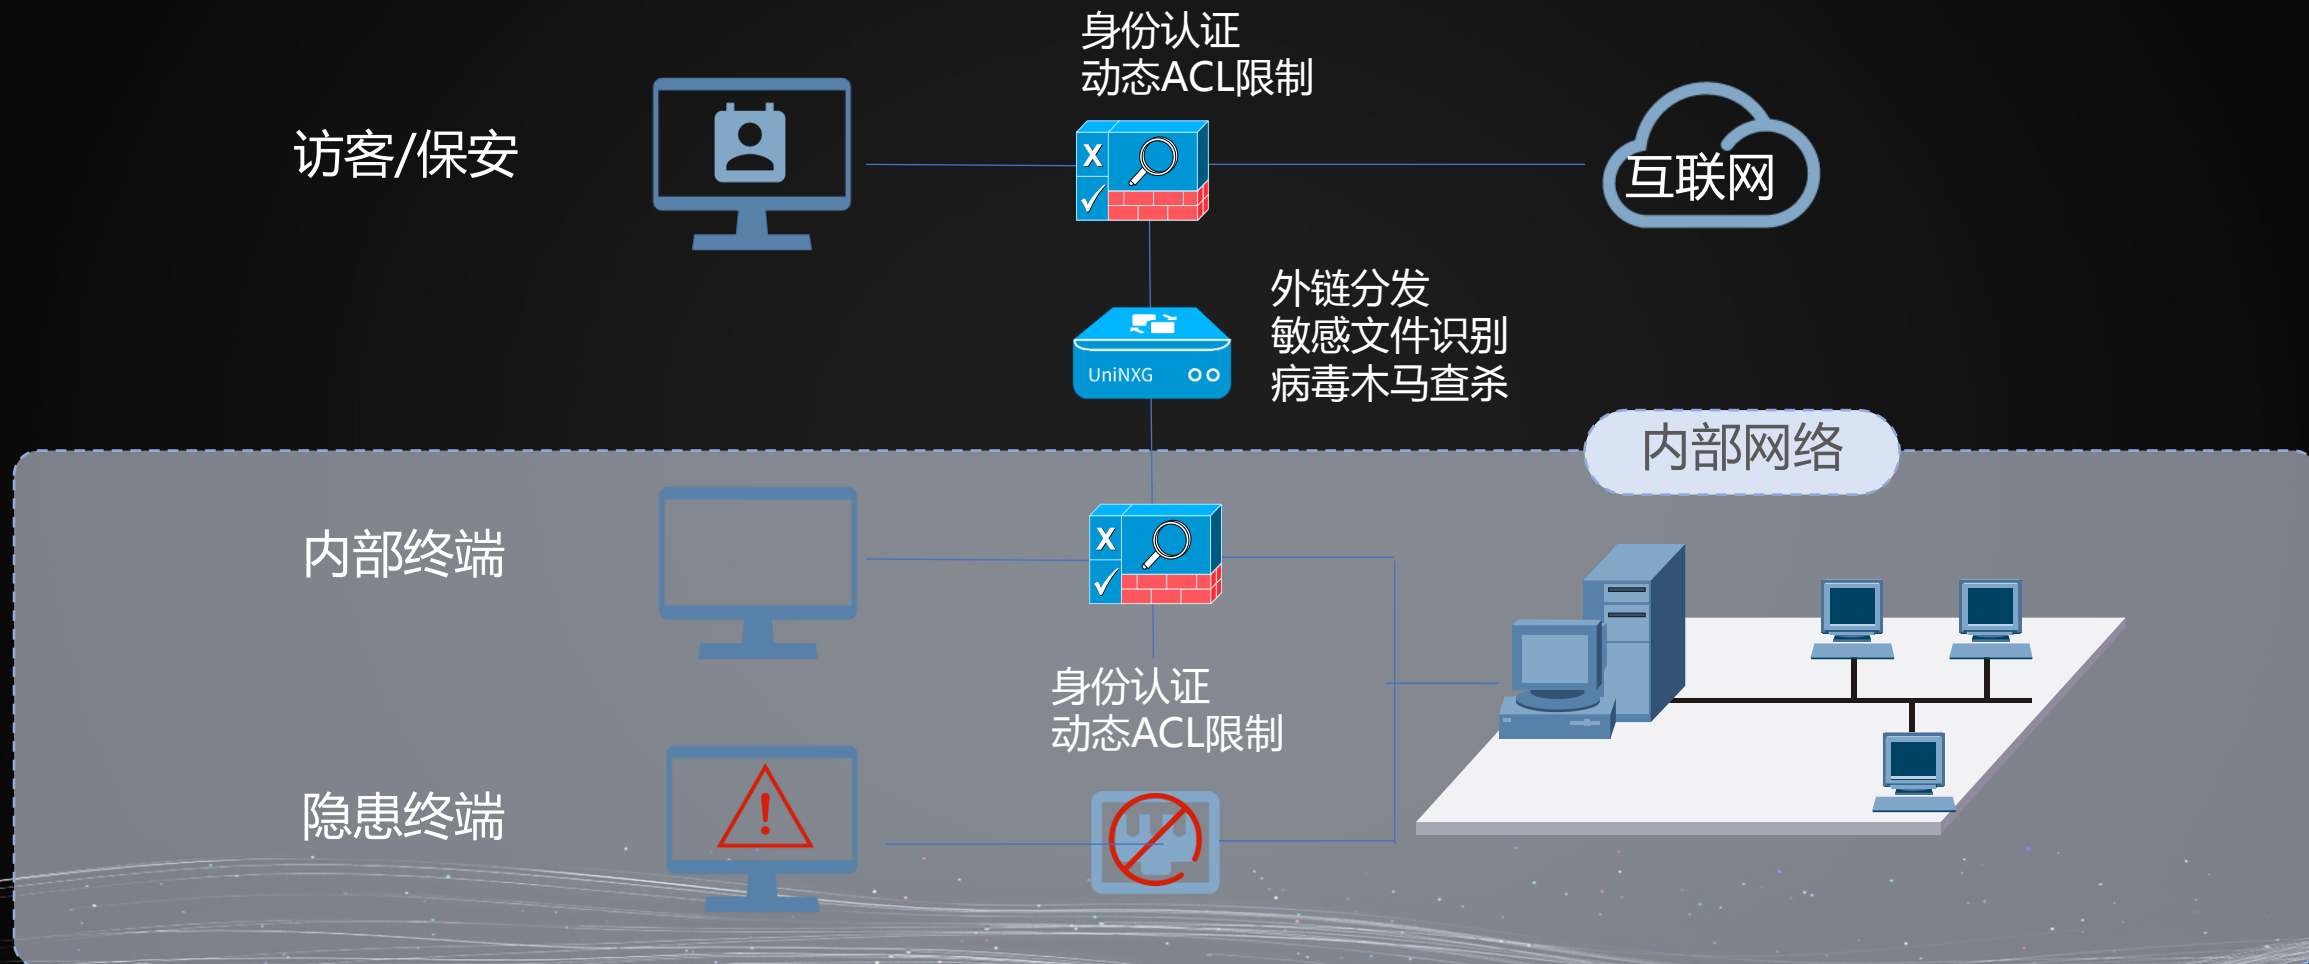 身份认证
动态ACL限制
访客/保安
X
互联网
外链分发
敏感文件识别
病毒木马查杀
UniNXG
内部网络
内部终端
X
身份认证
动态ACL限制
隐患终端
!